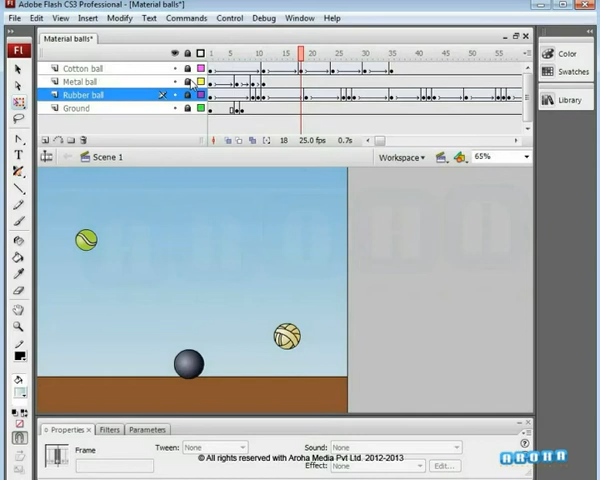 Adobe Flash CS3 Professional - [Material balls*]
File Edit View Insert Modify Text Commands Control Debug Window Help
Fl
Material balls*
1 5 10 15 20 25 30 35 40 45 50 55
Cotton ball
Metal ball
Rubber ball
Ground
18 25.0 fps 0.7s
Scene 1
Workspace
65%
Color
Swatches
Library
Properties Filters Parameters
Frame
Tween: None
Sound: None
Effect: None
Edit...
© All rights reserved with Aroha Media Pvt Ltd. 2012-2013
AROHA